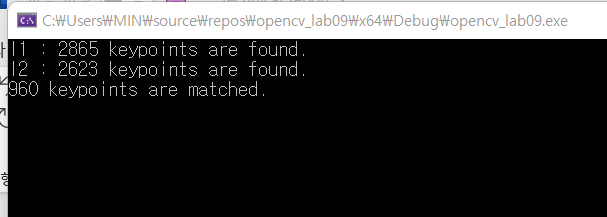 C:₩Users₩MIN₩source₩repos₩opencv_lab09₩x64₩Debug₩opencv_lab09.exe
I1 : 2865 keypoints are found.
I2 : 2623 keypoints are found.
960 keypoints are matched.